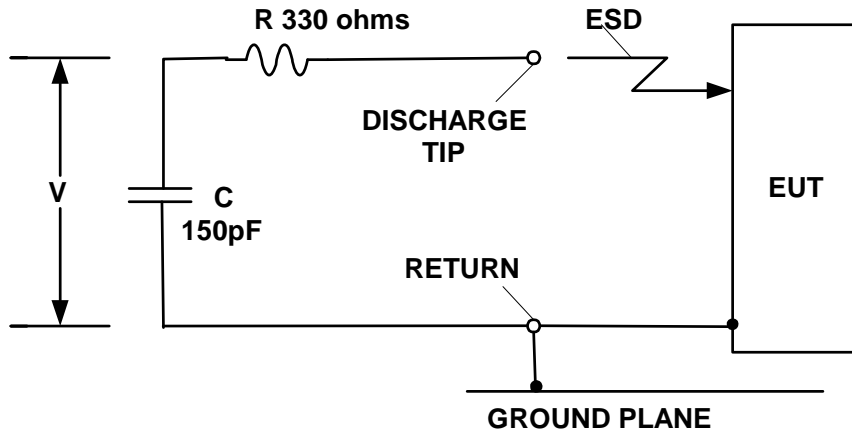 R 330 ohms
ESD
DISCHARGE
TIP
V
C
150pF
EUT
RETURN
GROUND PLANE